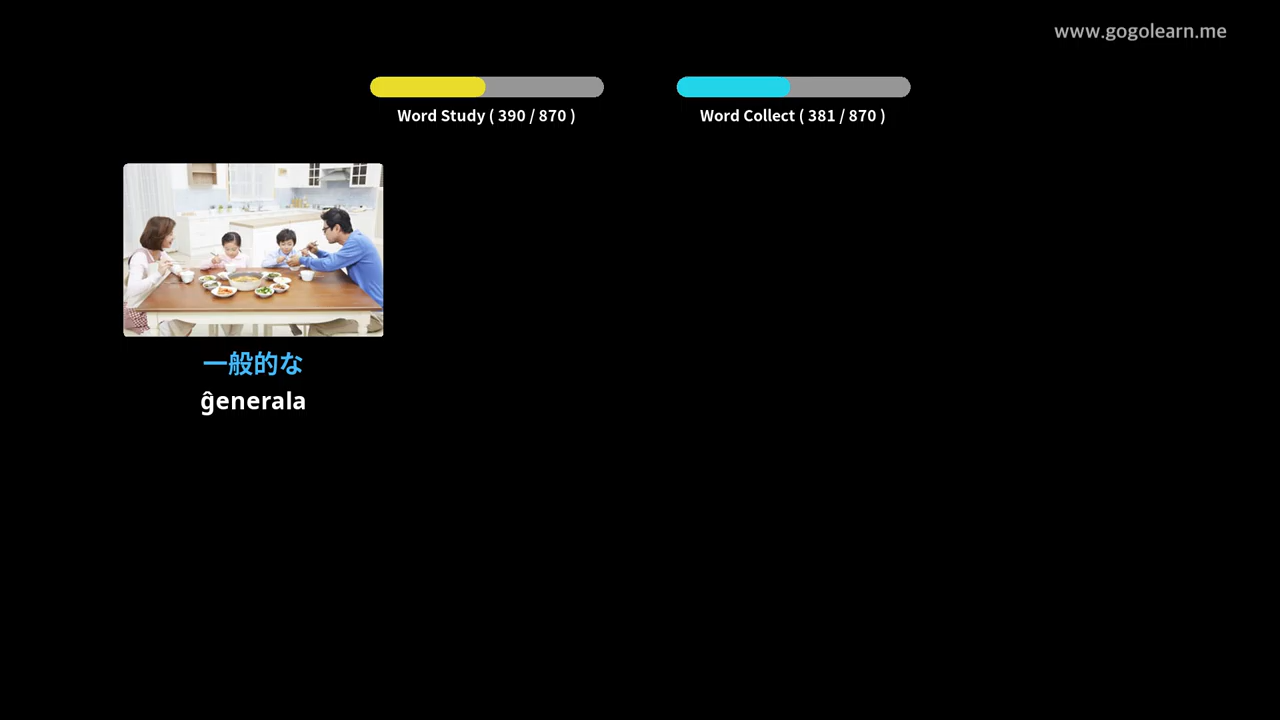 www.gogolearn.me
Word Study ( 390 / 870 )
Word Collect ( 381 / 870 )
一般的な
ĝenerala